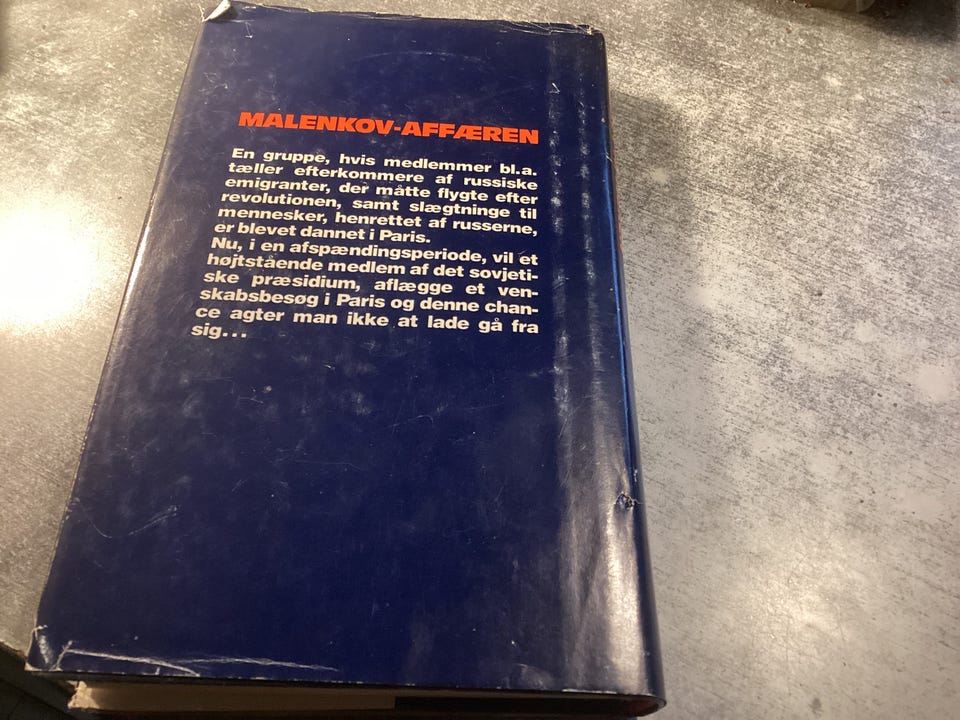 MALENKOV-AFFÆREN
En gruppe, hvis medlemmer bl.a.
tæller efterkommere af russiske
emigranter, der måtte flygte efter
revolutionen, samt slægtninge til
mennesker, henrettet af russerne,
er blevet dannet i Paris.
Nu, i en afspændingsperiode, vil et
højtstående medlem af det sovjeti-
ske præsidium, aflægge et ven-
skabsbesøg i Paris og denne chan-
ce agter man ikke at lade gå fra
sig...